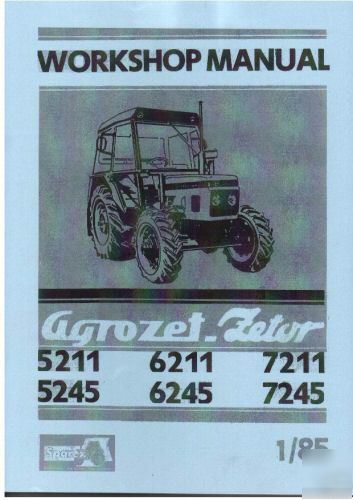 WORKSHOP MANUAL
Agrozet-Zetor
5211 6211 7211
5245 6245 7245
1/85